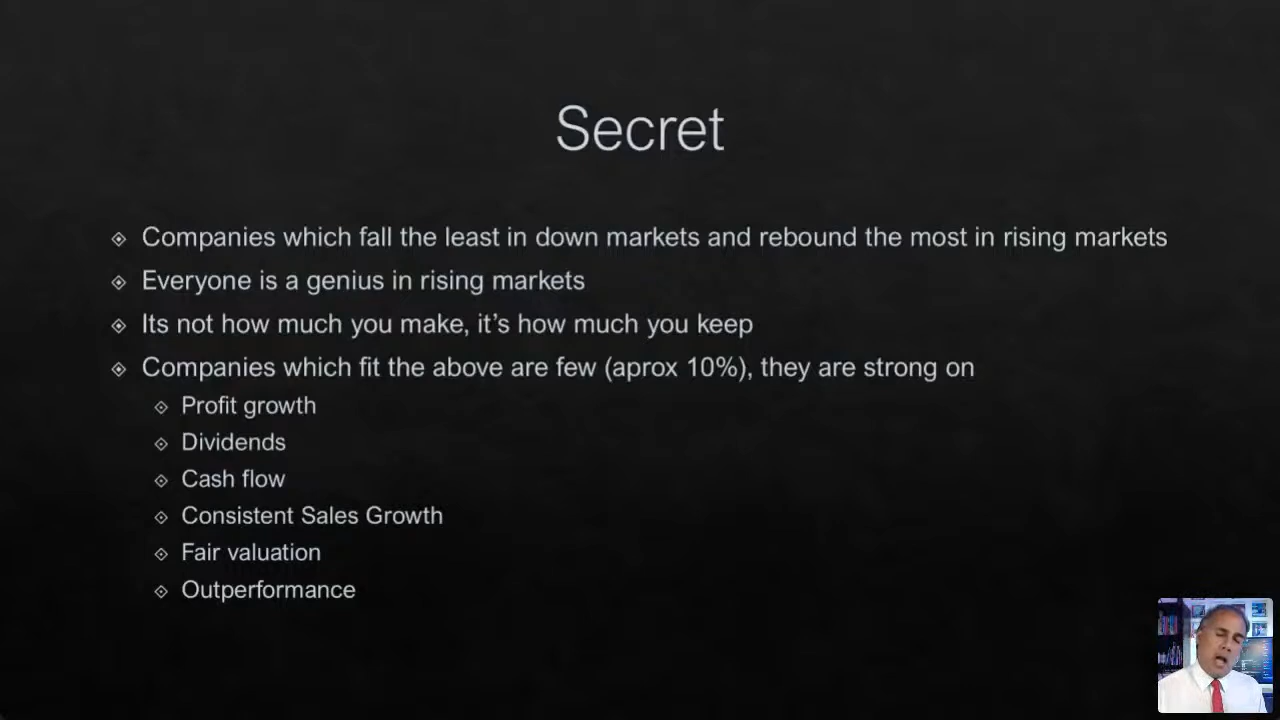 Secret
Companies which fall the least in down markets and rebound the most in rising markets
Everyone is a genius in rising markets
Its not how much you make, it’s how much you keep
Companies which fit the above are few (aprox 10%), they are strong on
Profit growth
Dividends
Cash flow
Consistent Sales Growth
Fair valuation
Outperformance